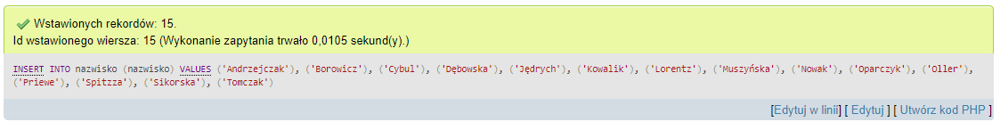 Wstawionych rekordów: 15.
Id wstawionego wiersza: 15 (Wykonanie zapytania trwało 0,0105 sekund(y).)
INSERT INTO nazwisko (nazwisko) VALUES ('Andrzejczak'), ('Borowicz'), ('Cybul'), ('Dębowska'), ('Jędrych'), ('Kowalik'), ('Lorentz'), ('Muszyńska'), ('Nowak'), ('Oparczyk'), ('Oller'),
('Priewe'), ('Spitzza'), ('Sikorska'), ('Tomczak')
[Edytuj w linii] [ Edytuj ] [ Utwórz kod PHP ]